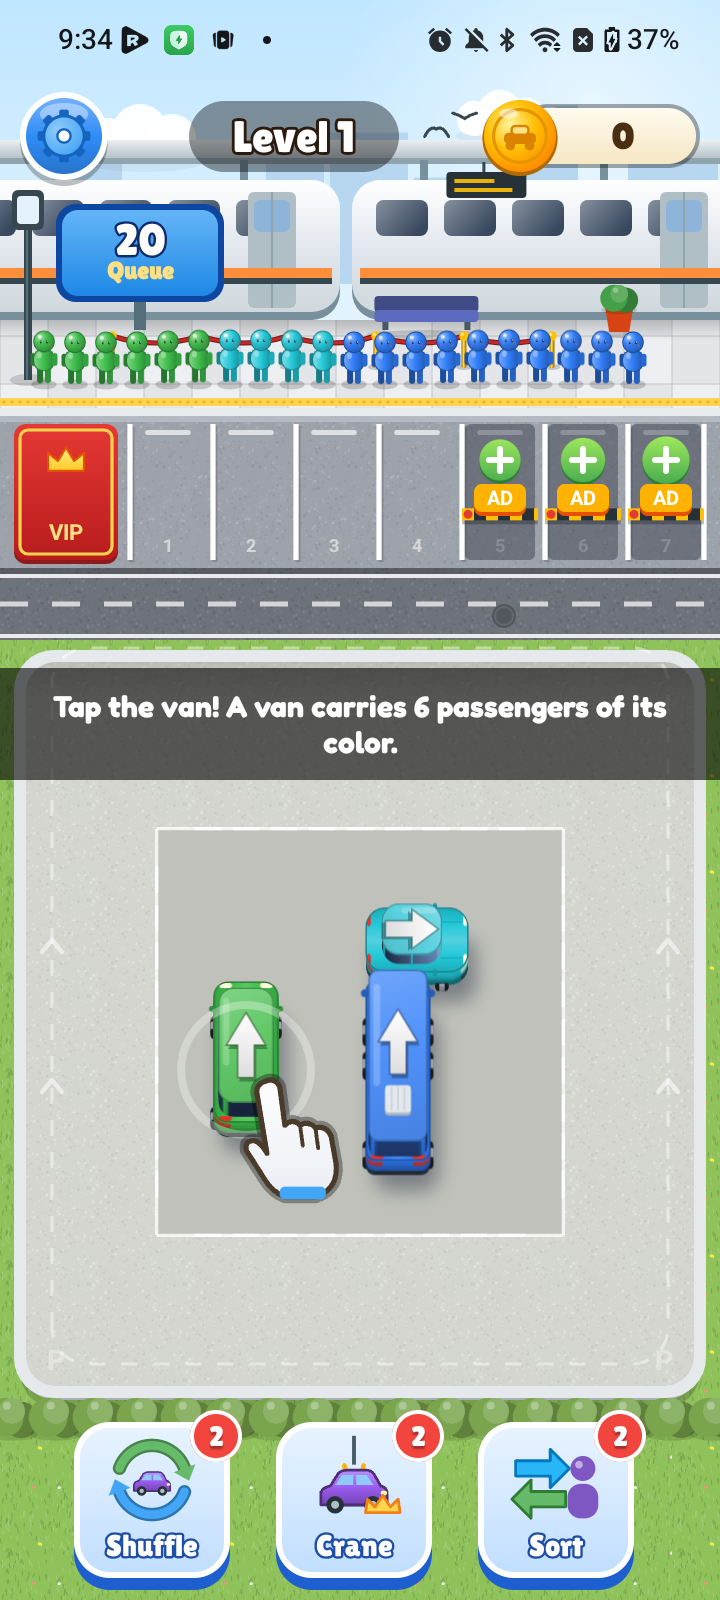 9:34
37%
Level 1
0
20
Queue
VIP
1
2
3
4
AD
5
AD
6
AD
7
Tap the van! A van carries 6 passengers of its
color.
P
P
2
Shuffle
2
Crane
2
Sort